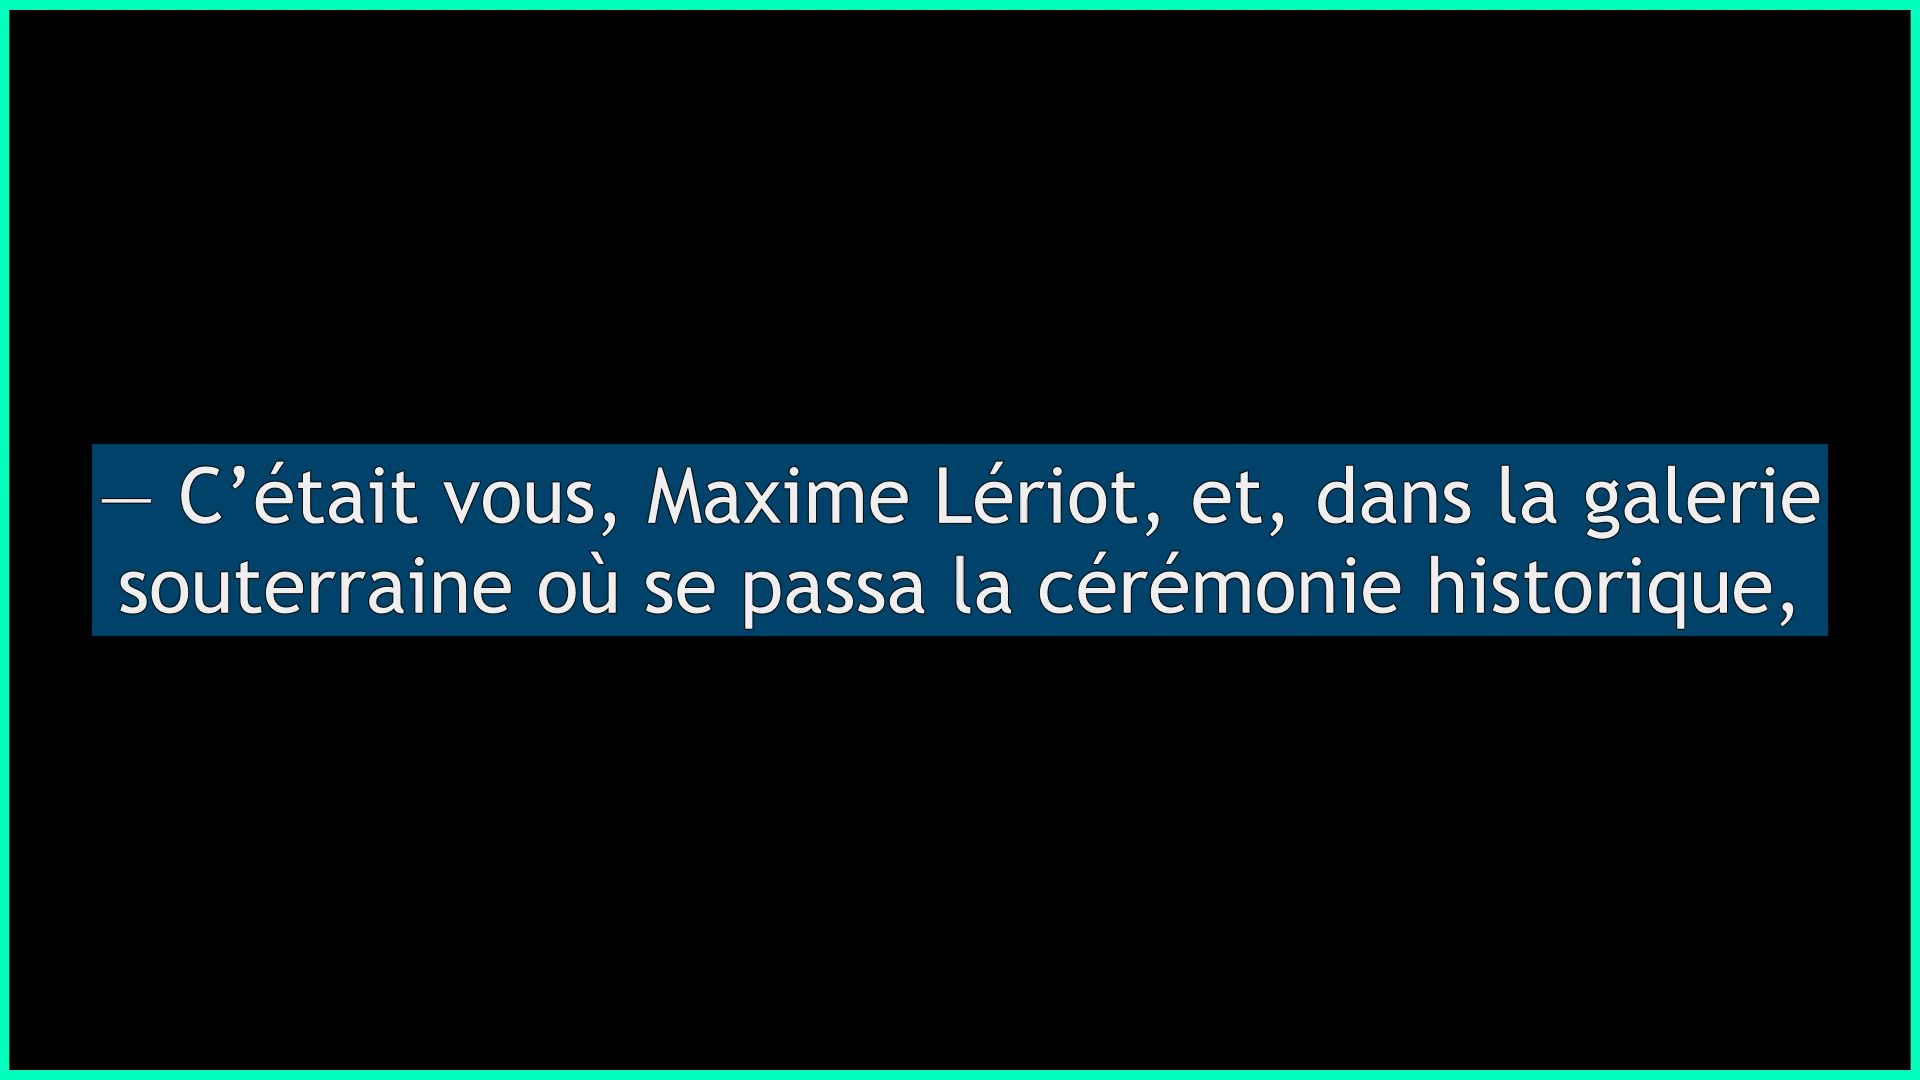 — C’était vous, Maxime Lériot, et, dans la galerie
souterraine où se passa la cérémonie historique,